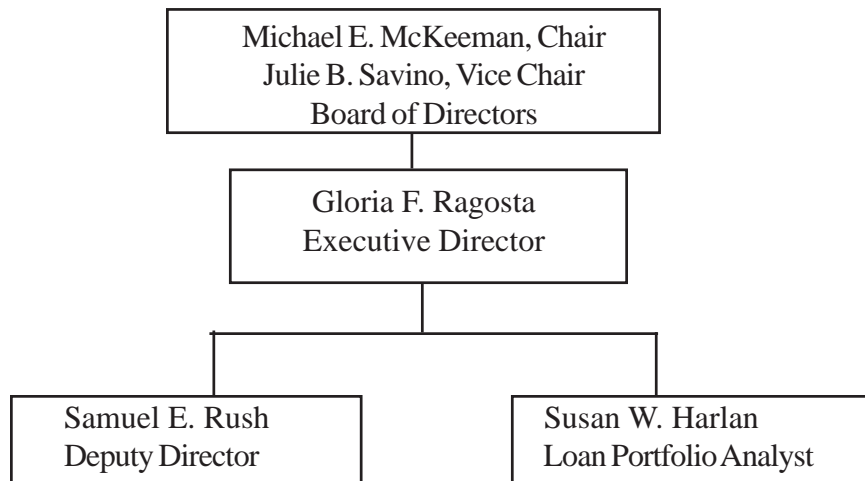 Michael E. McKeeman, Chair
Julie B. Savino, Vice Chair
Board of Directors
Gloria F. Ragosta
Executive Director
Samuel E. Rush
Deputy Director
Susan W. Harlan
Loan Portfolio Analyst